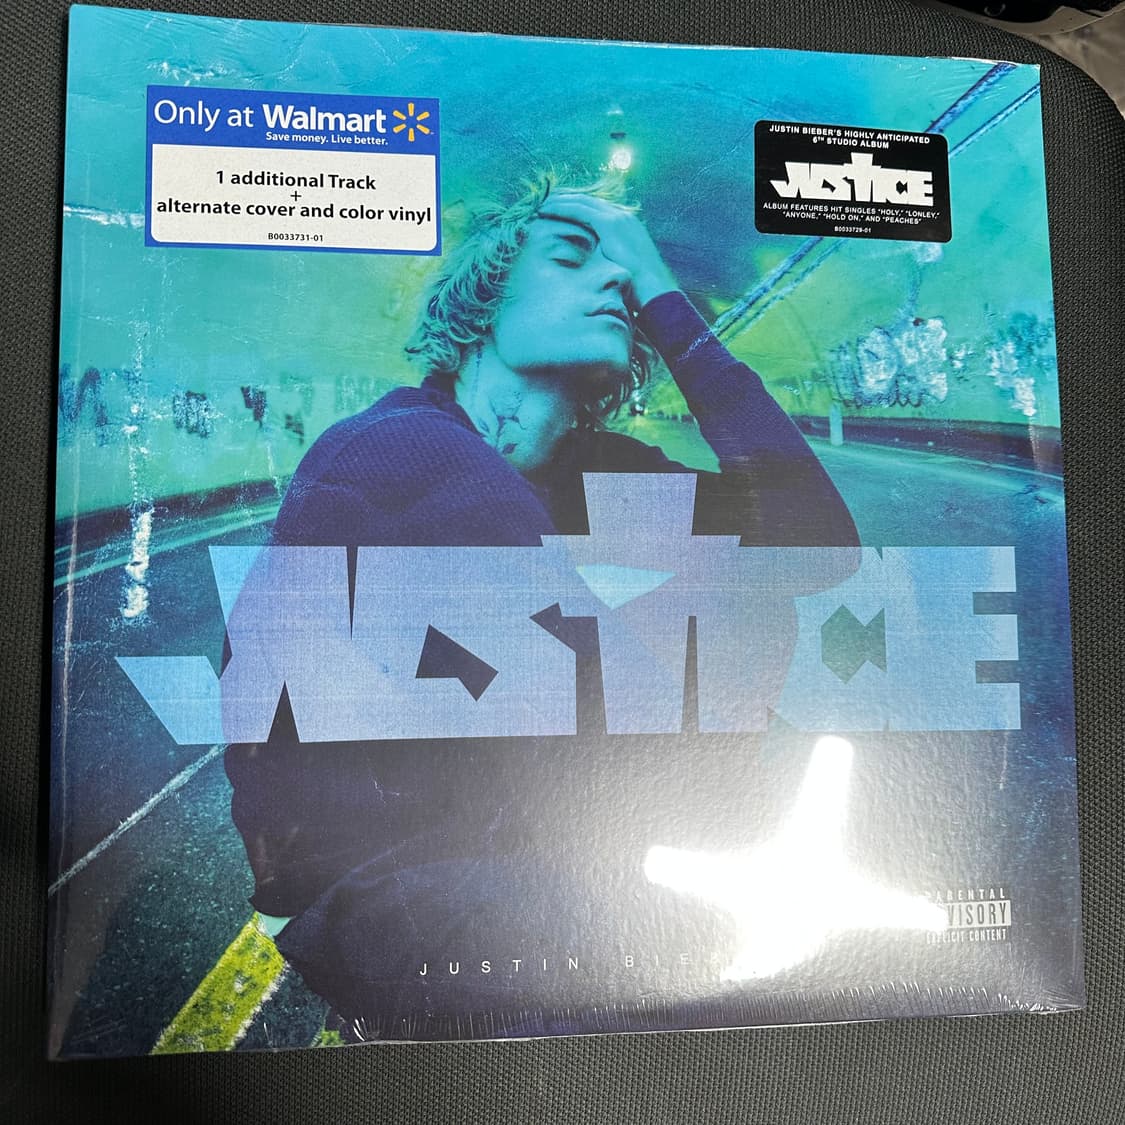 Only at Walmart
Save money. Live better.
1 additional Track
+
alternate cover and color vinyl
B0033731-01
JUSTIN BIEBER'S HIGHLY ANTICIPATED
6TH STUDIO ALBUM
JUSTICE
ALBUM FEATURES HIT SINGLES "HOLY," "LONLEY,"
"ANYONE," "HOLD ON," AND "PEACHES"
B0033729-01
JUSTICE
PARENTAL
ADVISORY
EXPLICIT CONTENT
JUSTIN BIEB